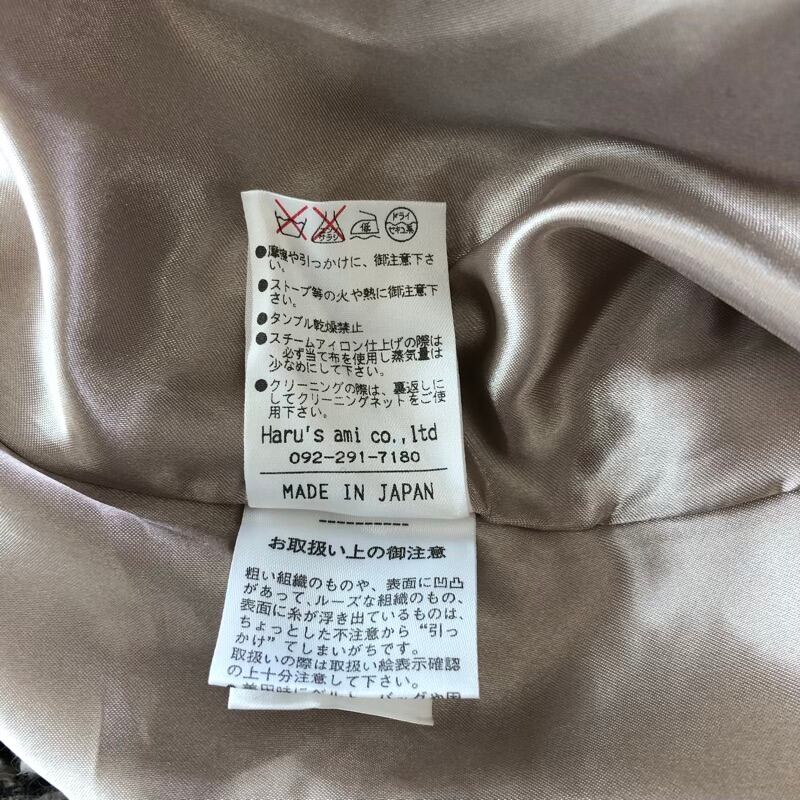 サラシ 低 ドライ
セキユ系
●摩擦や引っかけに、御注意下さ
い。
●ストーブ等の火や熱に御注意下
さい。
●タンブル乾燥禁止
●スチームアイロン仕上げの際は
必ず当て布を使用し蒸気量は
少なめにして下さい。
●クリーニングの際は、裏返しに
してクリーニングネットをご使
用下さい。
Haru's ami co.,ltd
092-291-7180
MADE IN JAPAN
----------
お取扱い上の御注意
粗い組織のものや、表面に凹凸
があって、ルーズな組織のもの、
表面に糸が浮き出ているものは、
ちょっとした不注意から“引っ
かけ”てしまいがちです。
取扱いの際は取扱い絵表示確認
の上十分注意して下さい。